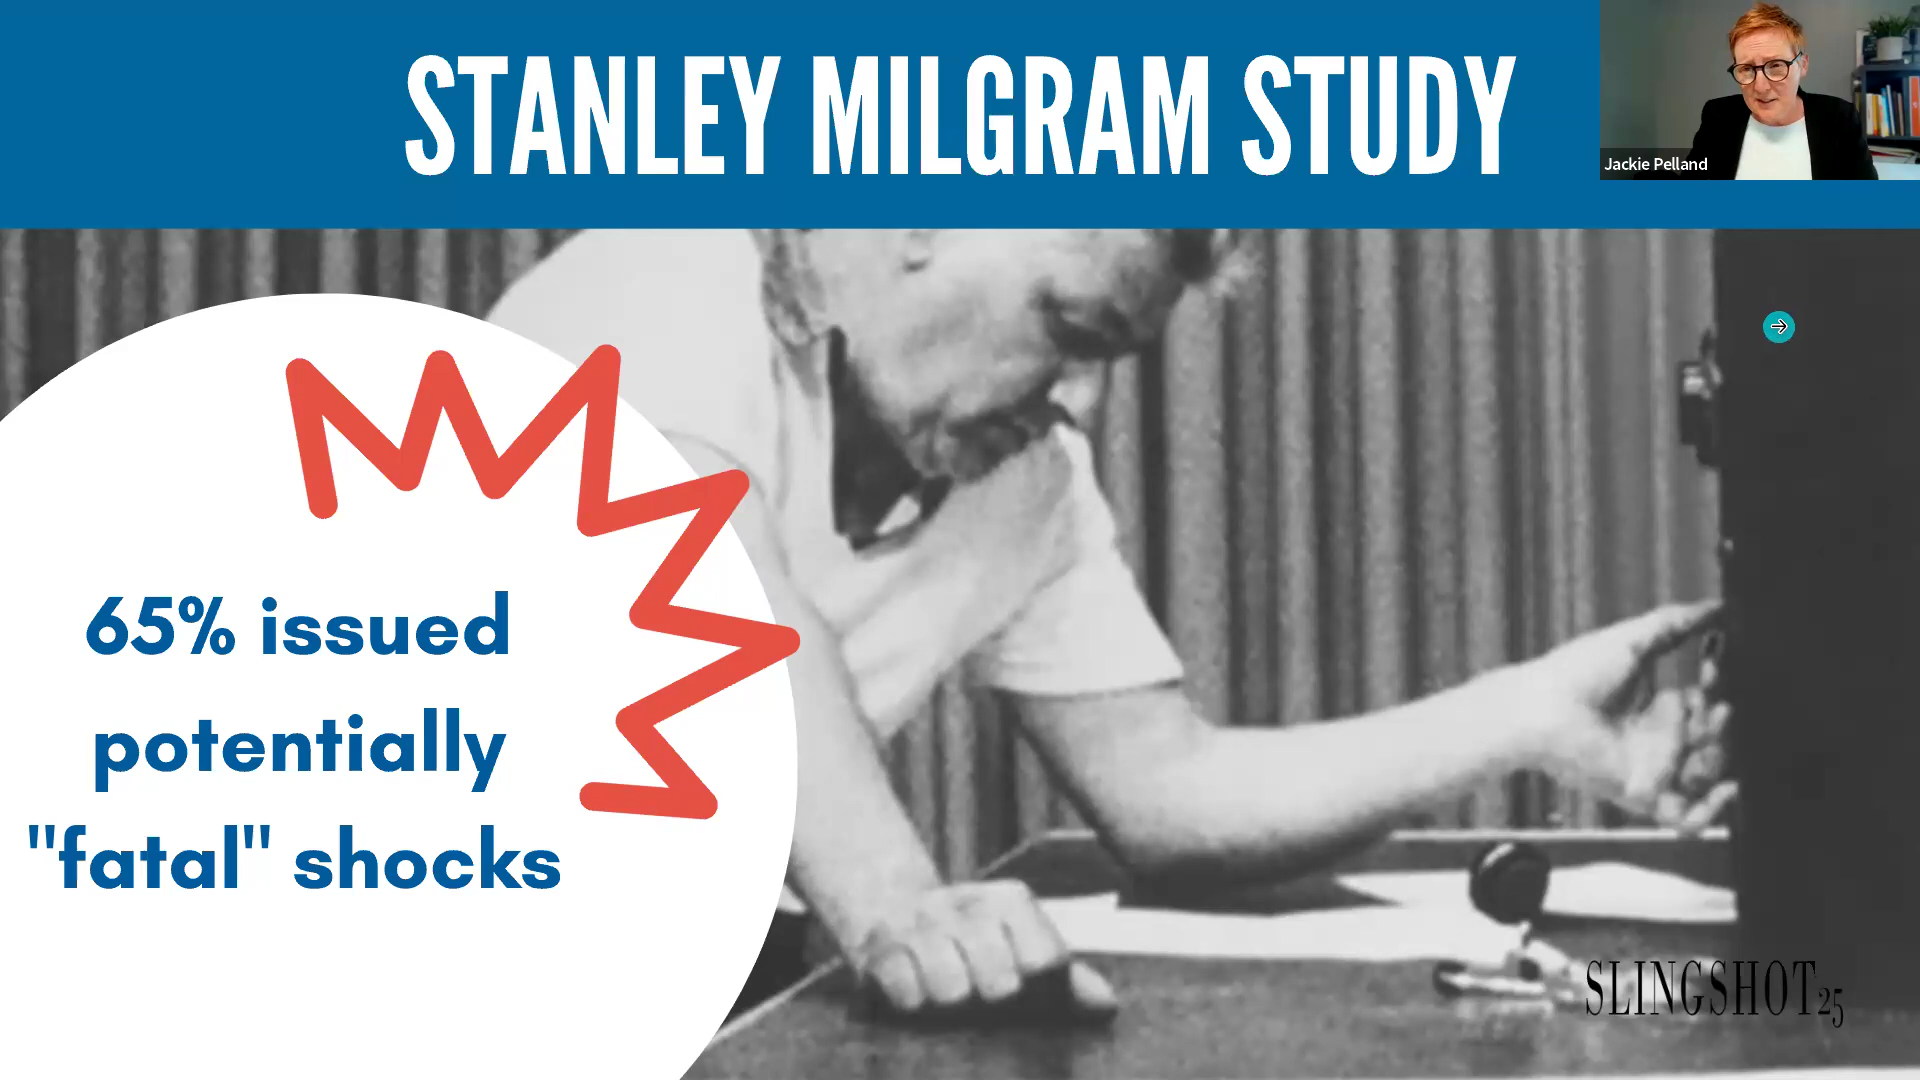 STANLEY MILGRAM STUDY
Jackie Pelland
65% issued
potentially
"fatal" shocks
SLINGSHOT25